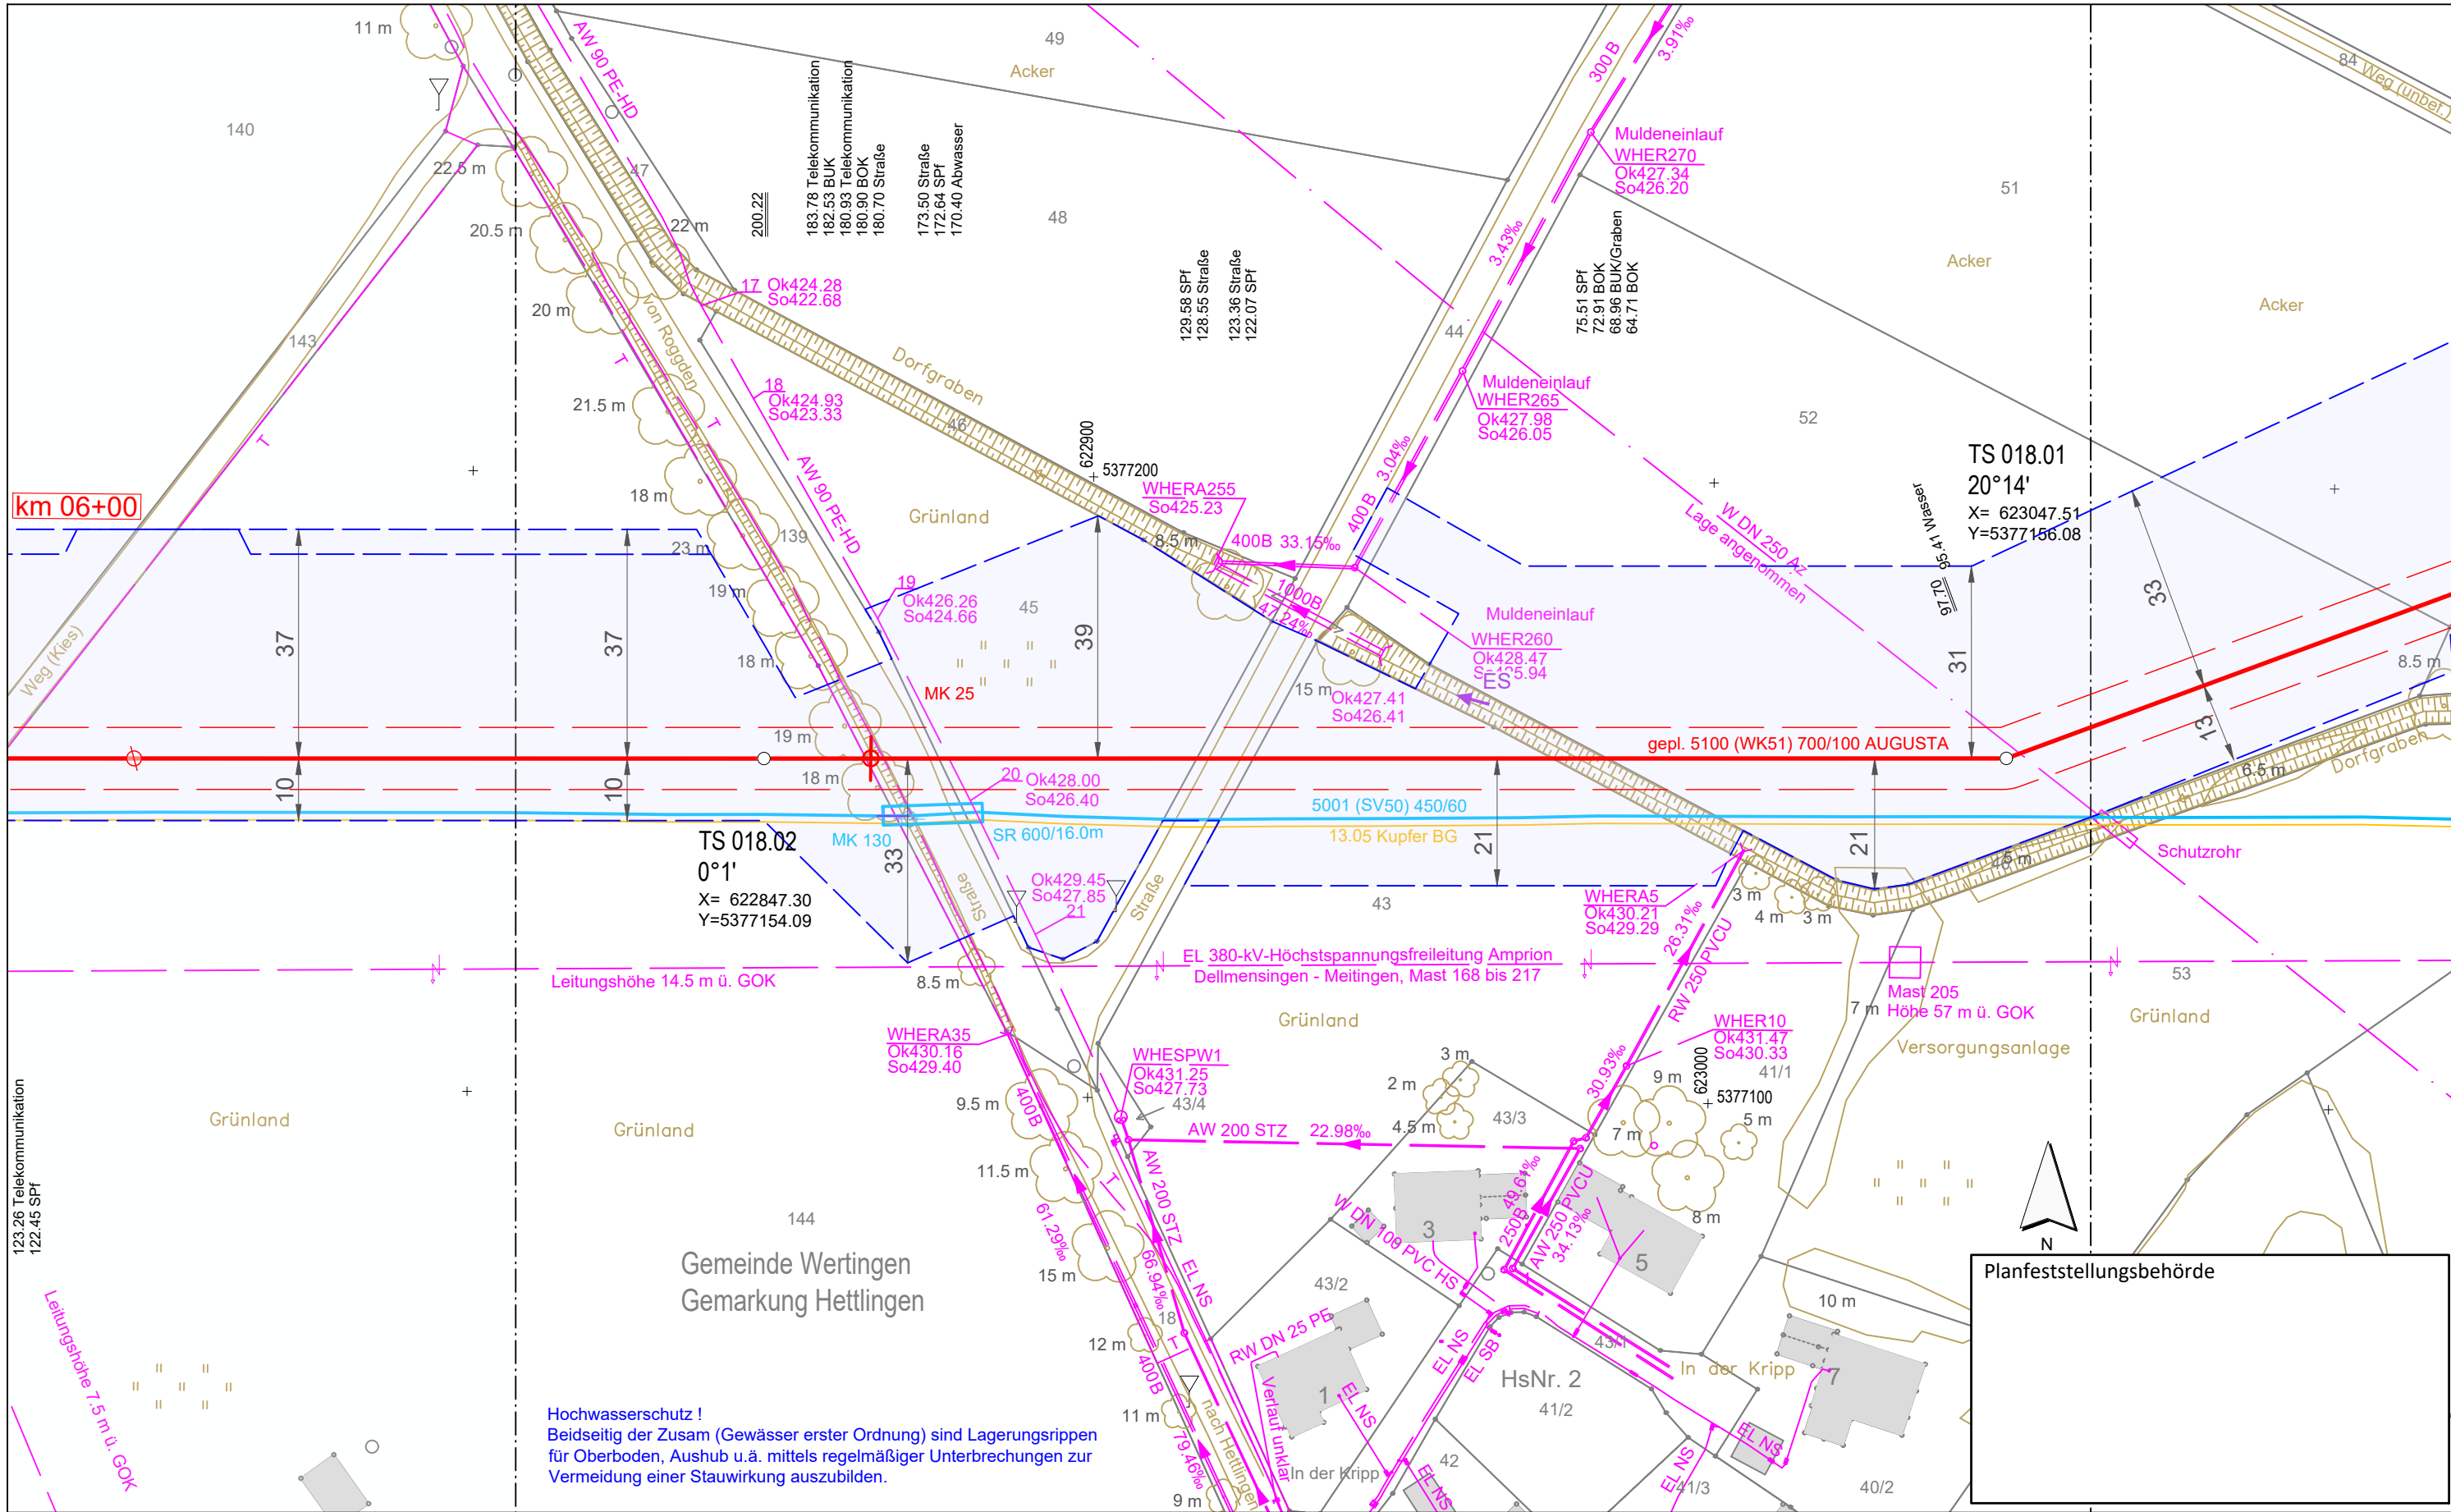 11 m
AW 90 PE-HD
49
Acker
300 B
3.91‰
84
Weg (unbef.)
140
22.5 m
47
20.5 m
22 m
200.22
183.78 Telekommunikation
182.53 BUK
180.93 Telekommunikation
180.90 BOK
180.70 Straße
173.50 Straße
172.64 SPf
170.40 Abwasser
48
Muldeneinlauf
WHER270
Ok427.34
So426.20
51
Acker
Acker
3.43‰
129.58 SPf
128.55 Straße
123.36 Straße
122.07 SPf
75.51 SPf
72.91 BOK
68.96 BUK/Graben
64.71 BOK
17
Ok424.28
So422.68
20 m
von Roggden
143
T
18
Ok424.93
So423.33
Dorfgraben
46
44
21.5 m
T
T
Muldeneinlauf
WHER265
Ok427.98
So426.05
52
TS 018.01
20°14'
X= 623047.51
Y=5377156.08
622900
5377200
3.04‰
400 B
km 06+00
18 m
AW 90 PE-HD
Grünland
WHERA255
So425.23
W DN 250 Az
Lage angenommen
97.70
95.41 Wasser
23 m
139
8.5 m
400B 33.15‰
19 m
19
Ok426.26
So424.66
45
1000B
47.24‰
Muldeneinlauf
WHER260
Ok428.47
33
37
37
39
31
Weg (Kies)
18 m
MK 25
15 m
ES
Ok427.41
So426.41
8.5 m
13
19 m
gepl. 5100 (WK51) 700/100 AUGUSTA
Dorfgraben
6.5 m
10
10
18 m
20
Ok428.00
So426.40
5001 (SV50) 450/60
13.05 Kupfer BG
TS 018.02
0°1'
X= 622847.30
Y=5377154.09
MK 130
SR 600/16.0m
33
21
21
Schutzrohr
Straße
Ok429.45
So427.85
21
Straße
43
WHERA5
Ok430.21
So429.29
3 m
4 m
3 m
26.31‰
RW 250 PVCU
EL 380-kV-Höchstspannungsfreileitung Amprion
Dellmensingen - Meitingen, Mast 168 bis 217
Leitungshöhe 14.5 m ü. GOK
8.5 m
53
Mast 205
Höhe 57 m ü. GOK
7 m
Grünland
Grünland
WHERA35
Ok430.16
So429.40
WHESPW1
Ok431.25
So427.73
WHER10
Ok431.47
So430.33
Versorgungsanlage
41/1
3 m
2 m
30.93‰
9 m
623000
5377100
5 m
123.26 Telekommunikation
122.45 SPf
Grünland
Grünland
9.5 m
400B
43/4
43/3
4.5 m
AW 200 STZ 22.98‰
7 m
11.5 m
T
AW 200 STZ
49.61‰
250B
AW 250 PVCU
34.13‰
8 m
3
5
W DN 100 PVC HS
144
61.29‰
66.94‰
EL NS
15 m
N
Gemeinde Wertingen
Gemarkung Hettlingen
Planfeststellungsbehörde
43/2
10 m
18
T
12 m
400B
RW DN 25 PE
Verlauf unklar
EL NS
EL SB
43/1
In der Kripp
HsNr. 2
41/2
7
1
EL NS
Leitungshöhe 7.5 m ü. GOK
11 m
nach Hettlingen
79.46‰
Hochwasserschutz !
Beidseitig der Zusam (Gewässer erster Ordnung) sind Lagerungsrippen
für Oberboden, Aushub u.ä. mittels regelmäßiger Unterbrechungen zur
Vermeidung einer Stauwirkung auszubilden.
In der Kripp
42
EL NS
EL NS
EL NS
41/3
40/2
9 m